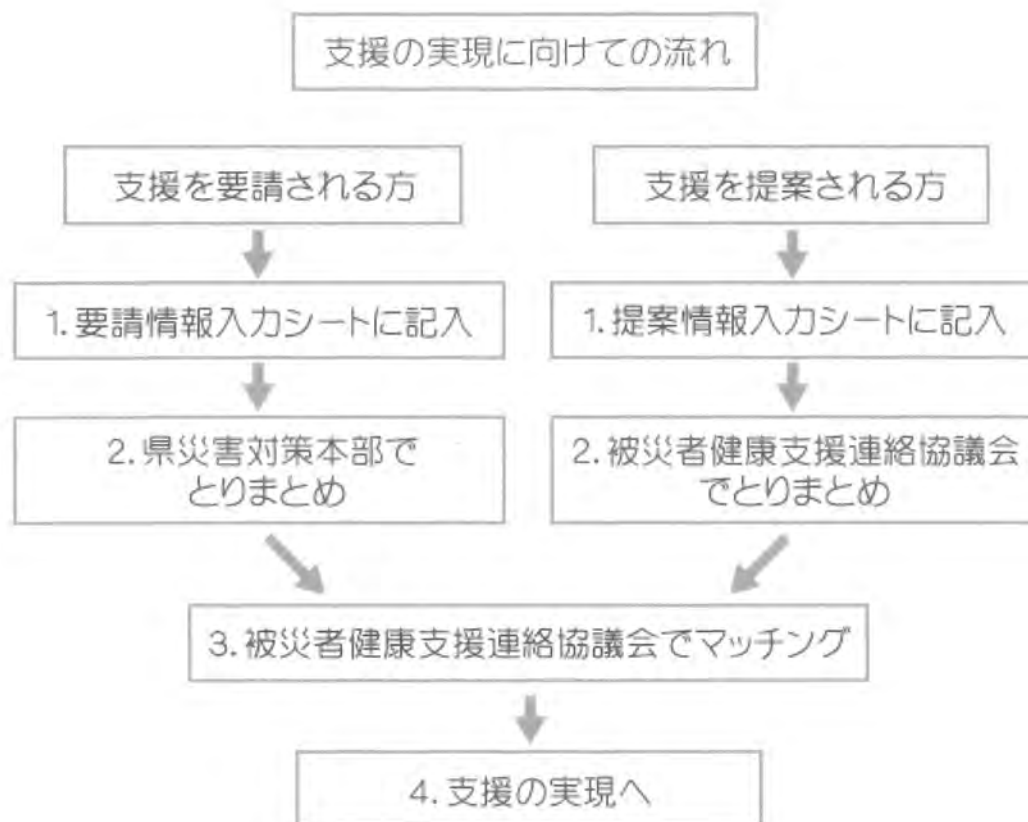 支援の実現に向けての流れ
支援を要請される方
1.要請情報入力シートに記入
2.県災害対策本部で
とりまとめ
支援を提案される方
1.提案情報入力シートに記入
2.被災者健康支援連絡協議会
でとりまとめ
3.被災者健康支援連絡協議会でマッチング
4.支援の実現へ